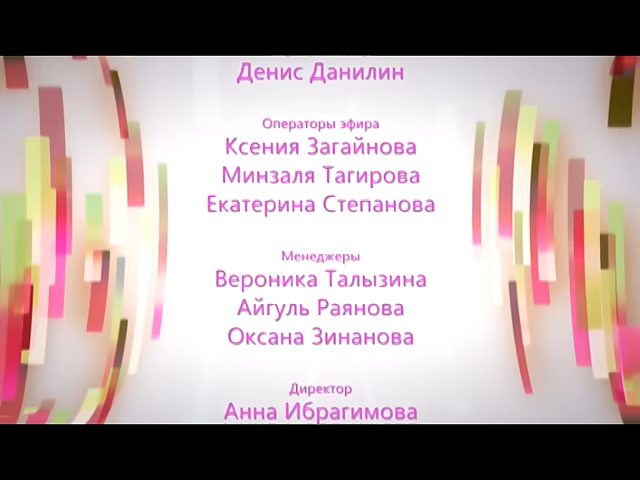 Денис Данилин
Операторы эфира
Ксения Загайнова
Минзаля Тагирова
Екатерина Степанова
Менеджеры
Вероника Талызина
Айгуль Раянова
Оксана Зинанова
Директор
Анна Ибрагимова